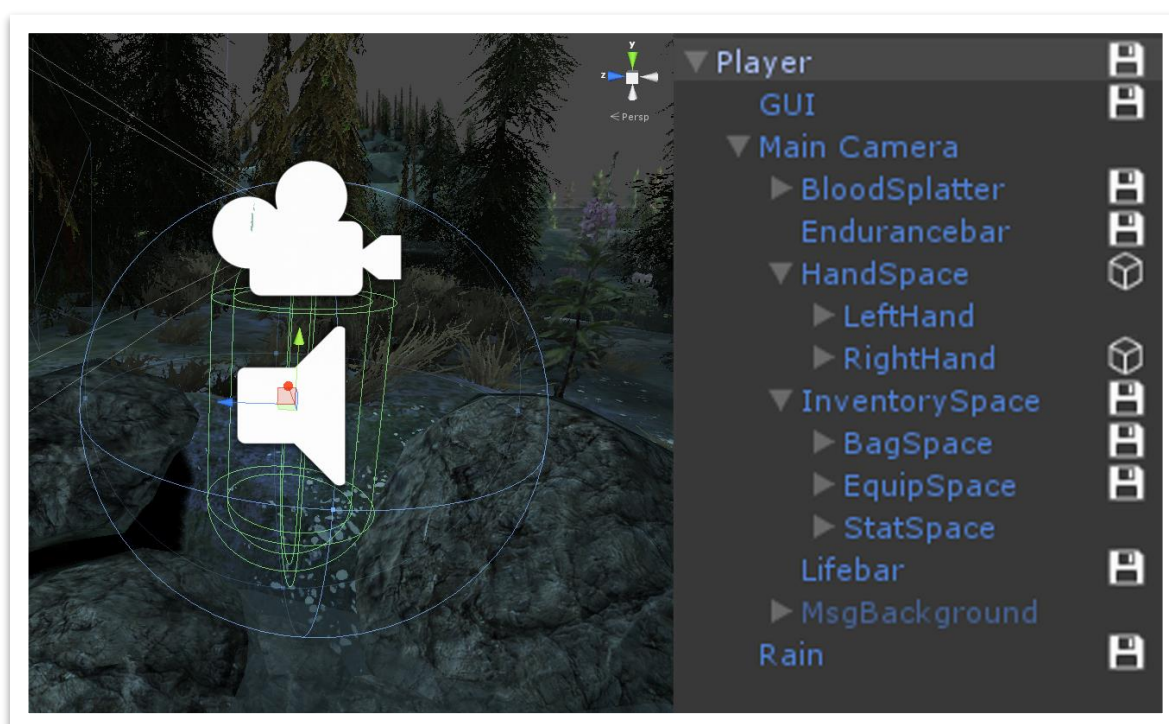 y
z
< Persp
Player
GUI
Main Camera
BloodSplatter
Endurancebar
HandSpace
LeftHand
RightHand
InventorySpace
BagSpace
EquipSpace
StatSpace
Lifebar
MsgBackground
Rain